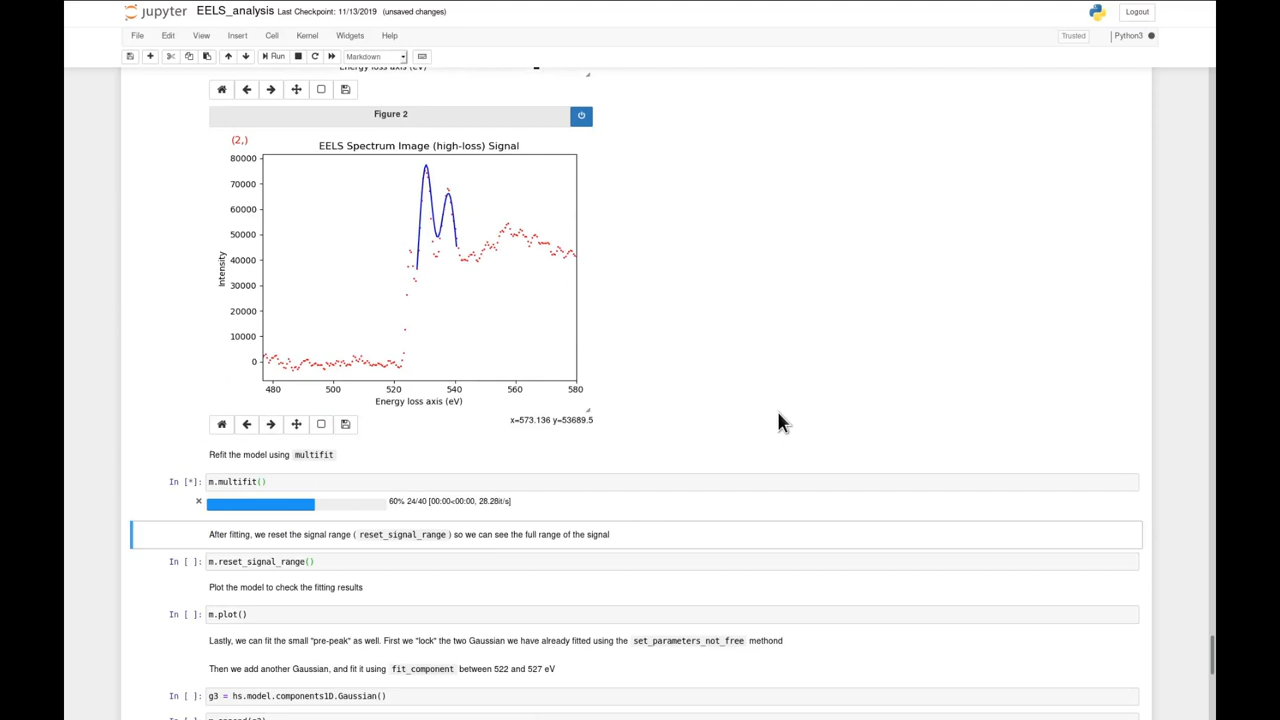 jupyter EELS_analysis Last Checkpoint: 11/13/2019 (unsaved changes) Logout
File Edit View Insert Cell Kernel Widgets Help Trusted Python3
Run Markdown
Energy loss axis (eV)
Figure 2
(2,)
EELS Spectrum Image (high-loss) Signal
80000
70000
60000
50000
40000
30000
20000
10000
0
Intensity
480 500 520 540 560 580
Energy loss axis (eV)
x=573.136 y=53689.5
Refit the model using multifit
In [*]: m.multifit()
60% 24/40 [00:00<00:00, 28.28it/s]
After fitting, we reset the signal range ( reset_signal_range ) so we can see the full range of the signal
In [ ]: m.reset_signal_range()
Plot the model to check the fitting results
In [ ]: m.plot()
Lastly, we can fit the small "pre-peak" as well. First we "lock" the two Gaussian we have already fitted using the set_parameters_not_free methond
Then we add another Gaussian, and fit it using fit_component between 522 and 527 eV
In [ ]: g3 = hs.model.components1D.Gaussian()